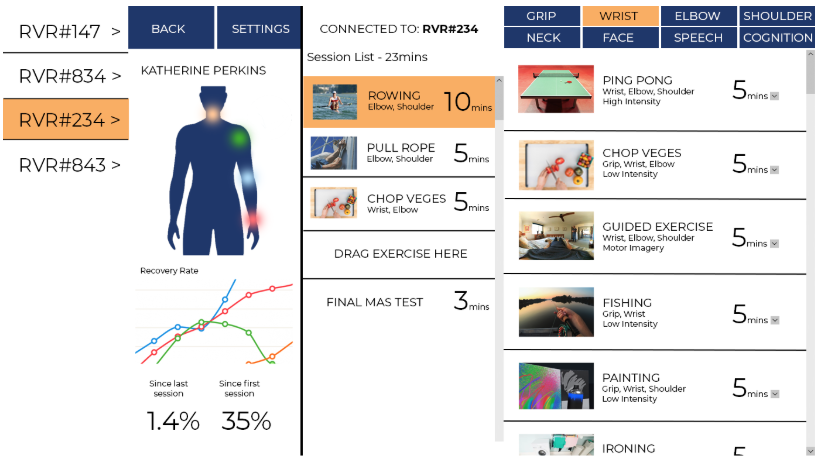 RVR#147 >
RVR#834 >
RVR#234 >
RVR#843 >
BACK
SETTINGS
KATHERINE PERKINS
Recovery Rate
Since last
session
1.4%
Since first
session
35%
CONNECTED TO: RVR#234
Session List - 23mins
ROWING
Elbow, Shoulder
10mins
PULL ROPE
Elbow, Shoulder
5mins
CHOP VEGES
Wrist, Elbow
5mins
DRAG EXERCISE HERE
FINAL MAS TEST
3mins
GRIP WRIST ELBOW SHOULDER
NECK FACE SPEECH COGNITION
PING PONG
Wrist, Elbow, Shoulder
High Intensity
5mins
CHOP VEGES
Grip, Wrist, Elbow
Low Intensity
5mins
GUIDED EXERCISE
Wrist, Elbow, Shoulder
Motor Imagery
5mins
FISHING
Grip, Wrist
Low Intensity
5mins
PAINTING
Grip, Wrist, Shoulder
Low Intensity
5mins
IRONING